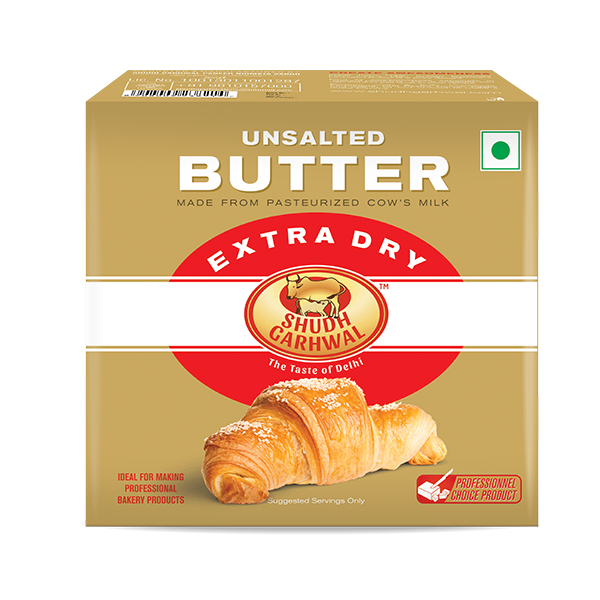 UNSALTED
BUTTER
MADE FROM PASTEURIZED COW'S MILK
EXTRA DRY
TM
SHUDH
GARHWAL
The Taste of Delhi
IDEAL FOR MAKING
PROFESSIONAL
BAKERY PRODUCTS
Suggested Servings Only
PROFESSIONNEL
CHOICE PRODUCT